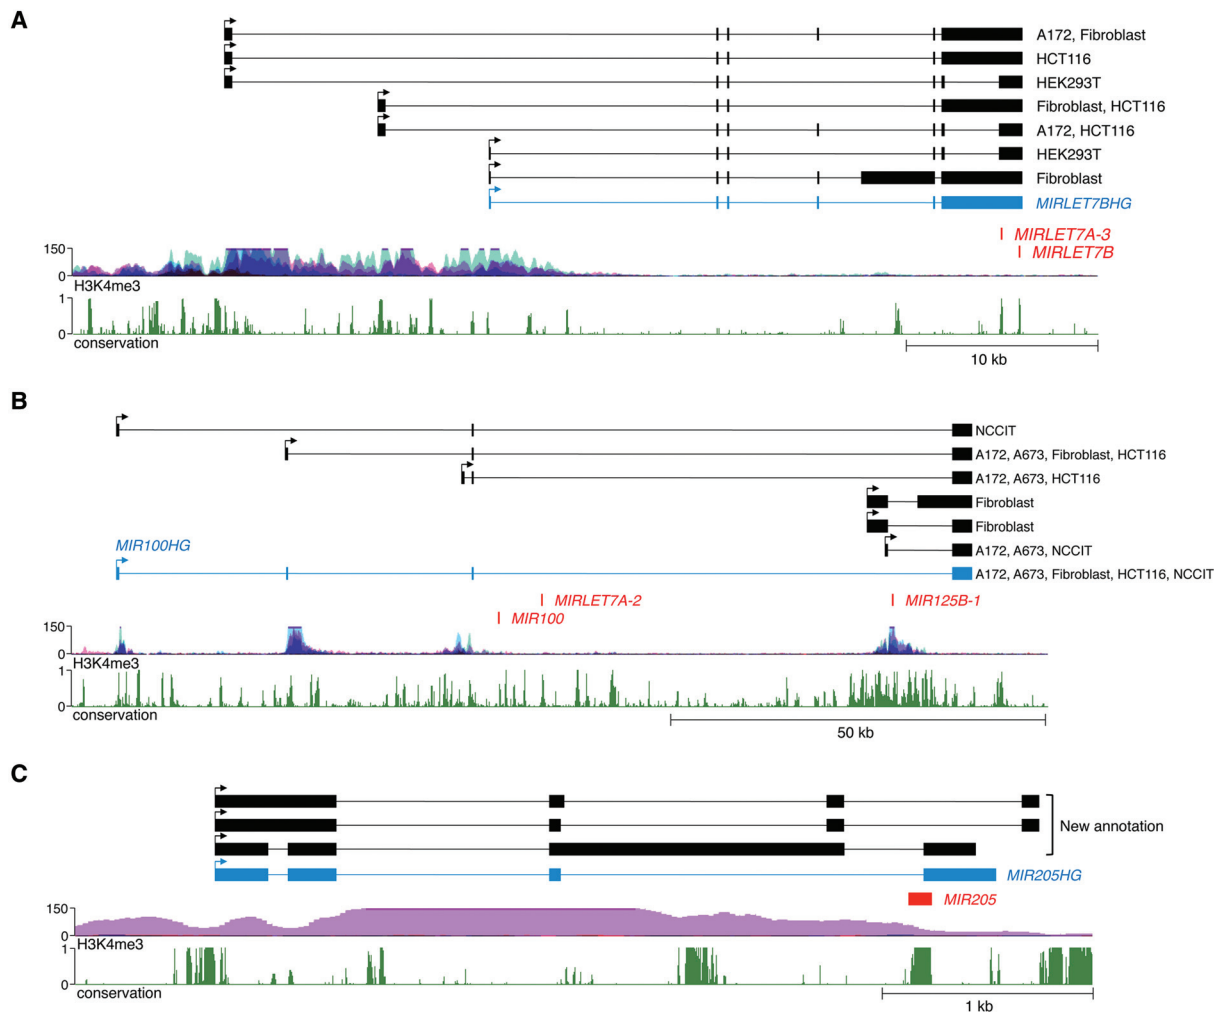 A
A172, Fibroblast
HCT116
HEK293T
Fibroblast, HCT116
A172, HCT116
HEK293T
Fibroblast
MIRLET7BHG
MIRLET7A-3
MIRLET7B
150
0
H3K4me3
1
0
conservation
10 kb
B
NCCIT
A172, A673, Fibroblast, HCT116
A172, A673, HCT116
Fibroblast
Fibroblast
A172, A673, NCCIT
MIR100HG
A172, A673, Fibroblast, HCT116, NCCIT
MIRLET7A-2
MIR125B-1
MIR100
150
0
H3K4me3
1
0
conservation
50 kb
C
New annotation
MIR205HG
MIR205
150
0
H3K4me3
1
0
conservation
1 kb